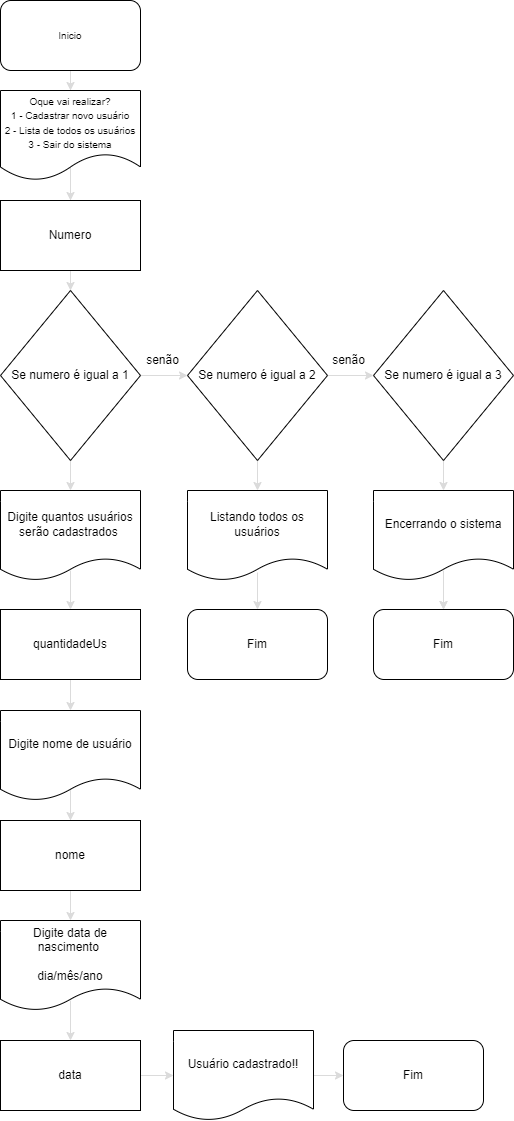 Inicio
Oque vai realizar?
1 - Cadastrar novo usuário
2 - Lista de todos os usuários
3 - Sair do sistema
Numero
Se numero é igual a 1
senão
Se numero é igual a 2
senão
Se numero é igual a 3
Digite quantos usuários
serão cadastrados
Listando todos os
usuários
Encerrando o sistema
quantidadeUs
Fim
Fim
Digite nome de usuário
nome
Digite data de
nascimento
dia/mês/ano
data
Usuário cadastrado!!
Fim